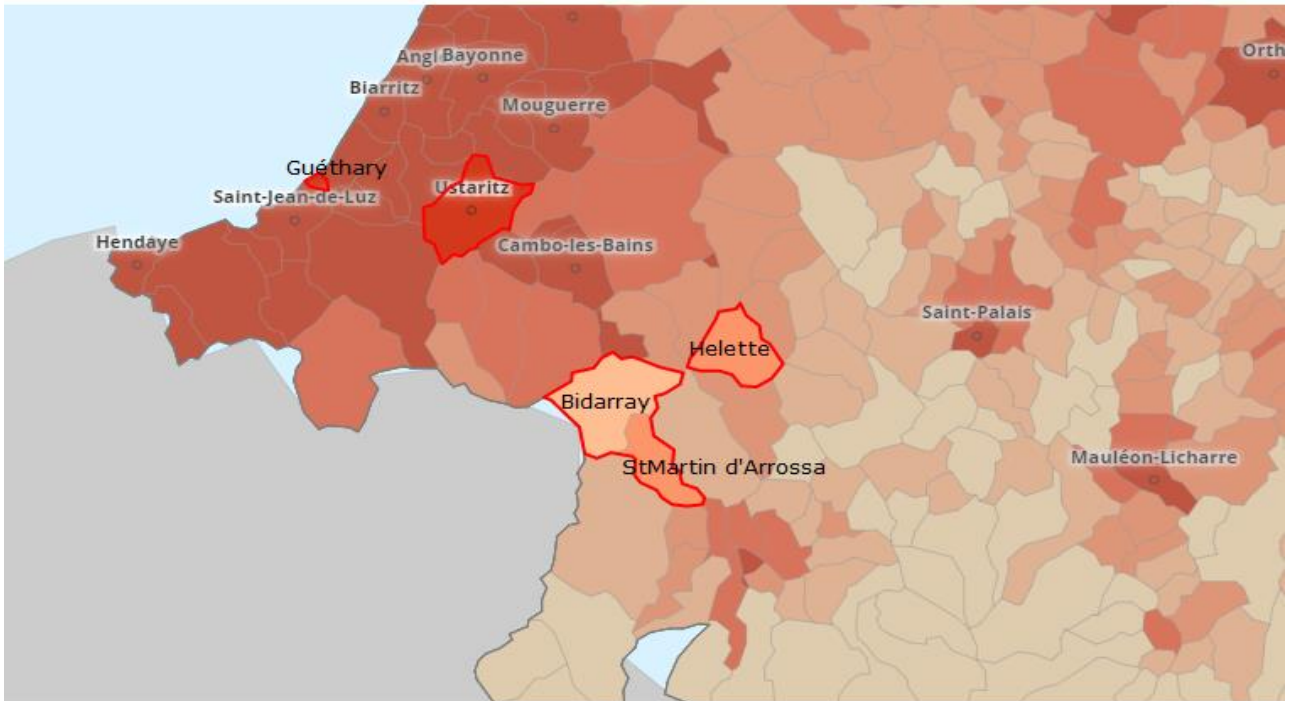 Angl
Bayonne
Orth
Biarritz
Mouguerre
Guéthary
Ustaritz
Saint-Jean-de-Luz
Hendaye
Cambo-les-Bains
Saint-Palais
Helette
Bidarray
Mauléon-Licharre
StMartin d'Arrossa